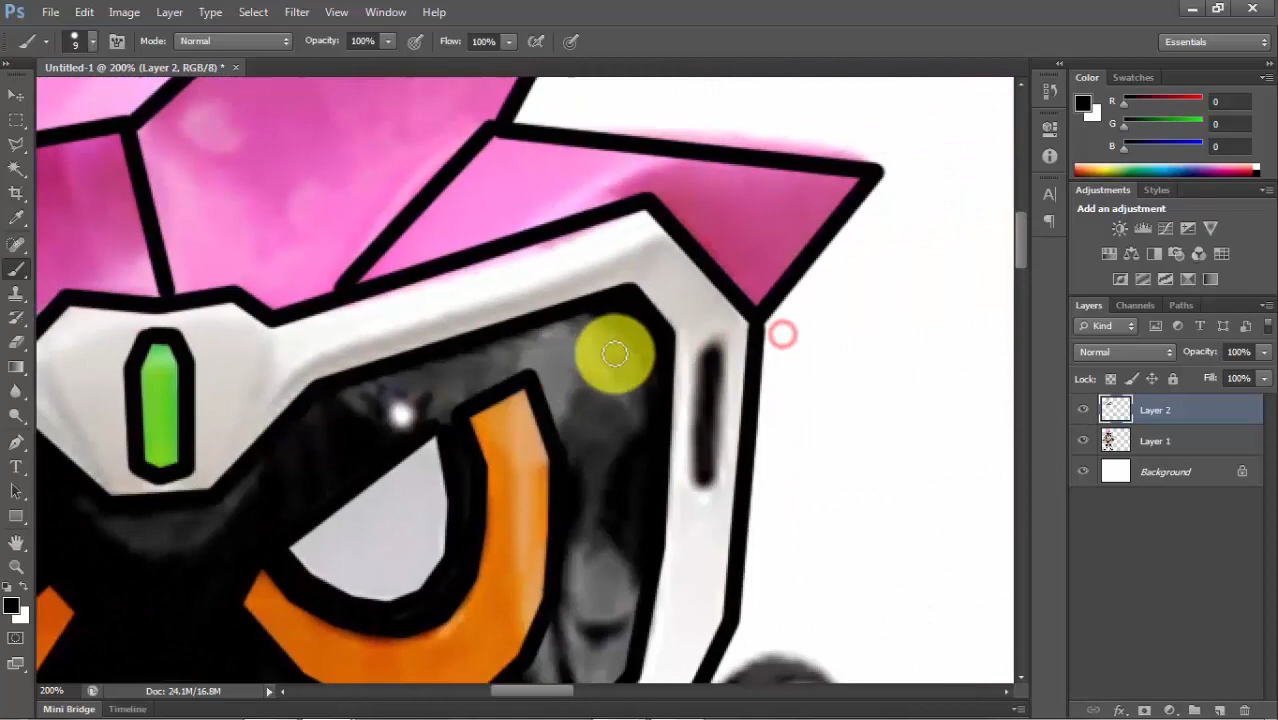 Ps File Edit Image Layer Type Select Filter View Window Help
9 Mode: Normal Opacity: 100% Flow: 100% Essentials
Untitled-1 @ 200% (Layer 2, RGB/8) * ×
Color Swatches
R 0
G 0
B 0
Adjustments Styles
Add an adjustment
Layers Channels Paths
Kind
Normal Opacity: 100%
Lock: Fill: 100%
Layer 2
Layer 1
Background
200% Doc: 24.1M/16.8M
Mini Bridge Timeline